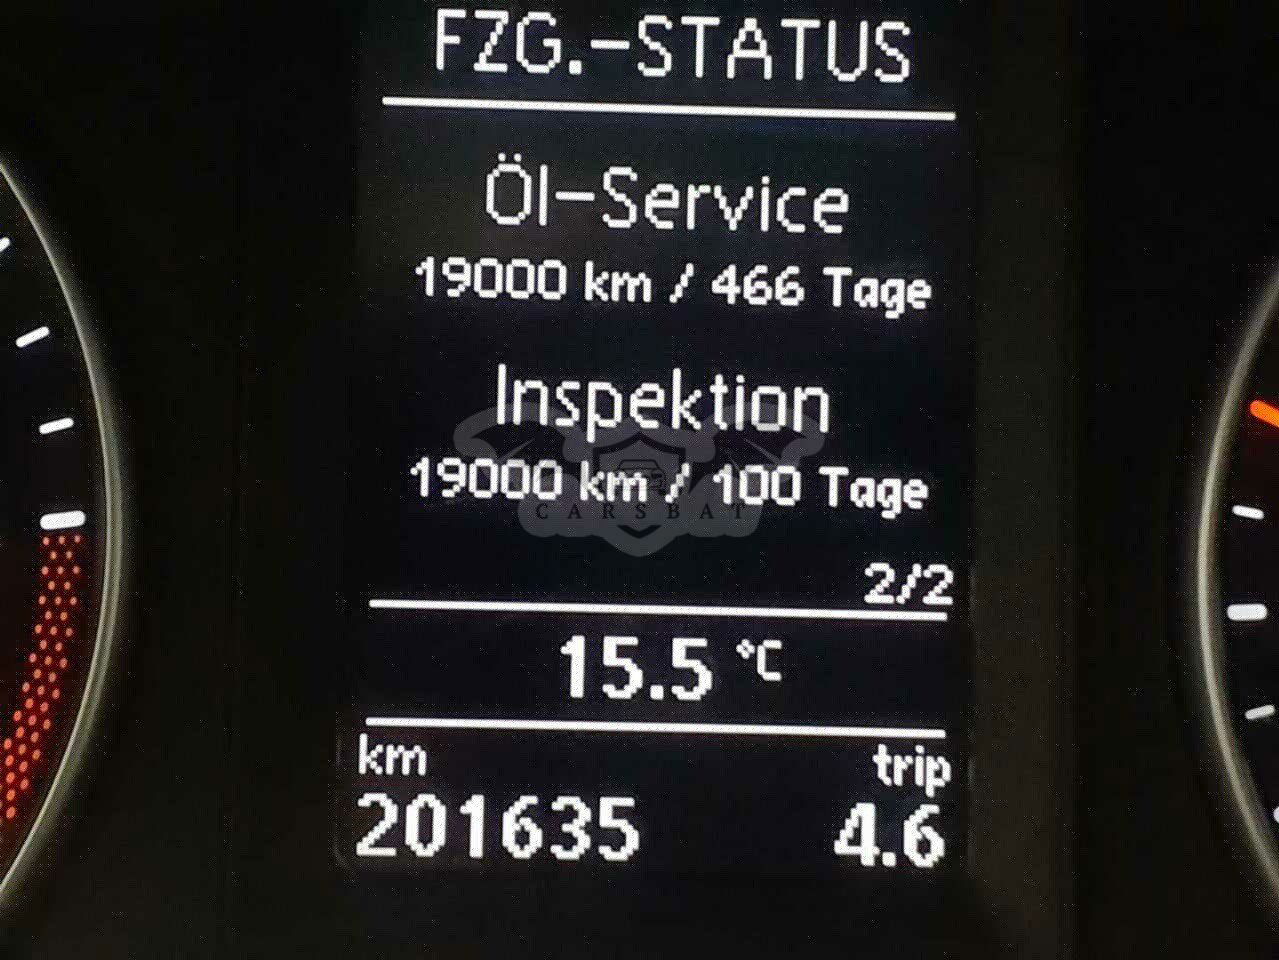 FZG.-STATUS
Öl-Service
19000 km / 466 Tage
Inspektion
19000 km / 100 Tage
CARSBAT
2/2
15.5 °C
km trip
201635 4.6